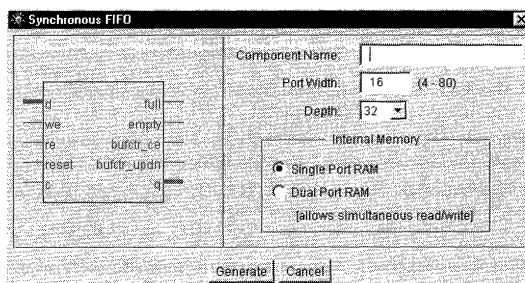 Synchronous FIFO
Component Name:
Port Width: 16 (4 - 80)
Depth: 32
d full
we empty
re bufctr_ce
reset bufctr_updn
c q
Internal Memory
Single Port RAM
Dual Port RAM
[allows simultaneous read/write]
Generate Cancel